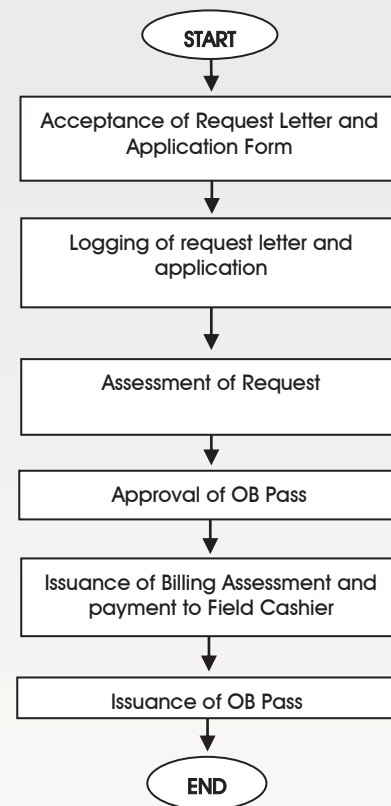 START
Acceptance of Request Letter and
Application Form
Logging of request letter and
application
Assessment of Request
Approval of OB Pass
Issuance of Billing Assessment and
payment to Field Cashier
Issuance of OB Pass
END